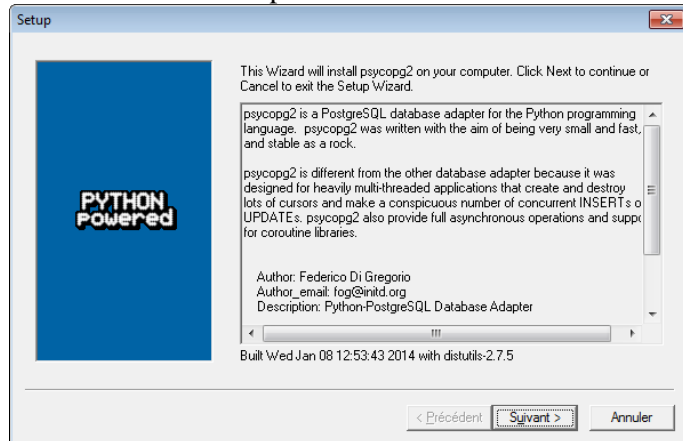 Setup
This Wizard will install psycopg2 on your computer. Click Next to continue or
Cancel to exit the Setup Wizard.
psycopg2 is a PostgreSQL database adapter for the Python programming
language. psycopg2 was written with the aim of being very small and fast,
and stable as a rock.
psycopg2 is different from the other database adapter because it was
designed for heavily multi-threaded applications that create and destroy
lots of cursors and make a conspicuous number of concurrent INSERTs o
UPDATEs. psycopg2 also provide full asynchronous operations and suppo
for coroutine libraries.
PYTHON
Powered
Author: Federico Di Gregorio
Author_email: fog@initd.org
Description: Python-PostgreSQL Database Adapter
Built Wed Jan 08 12:53:43 2014 with distutils-2.7.5
< Précédent
Suivant >
Annuler